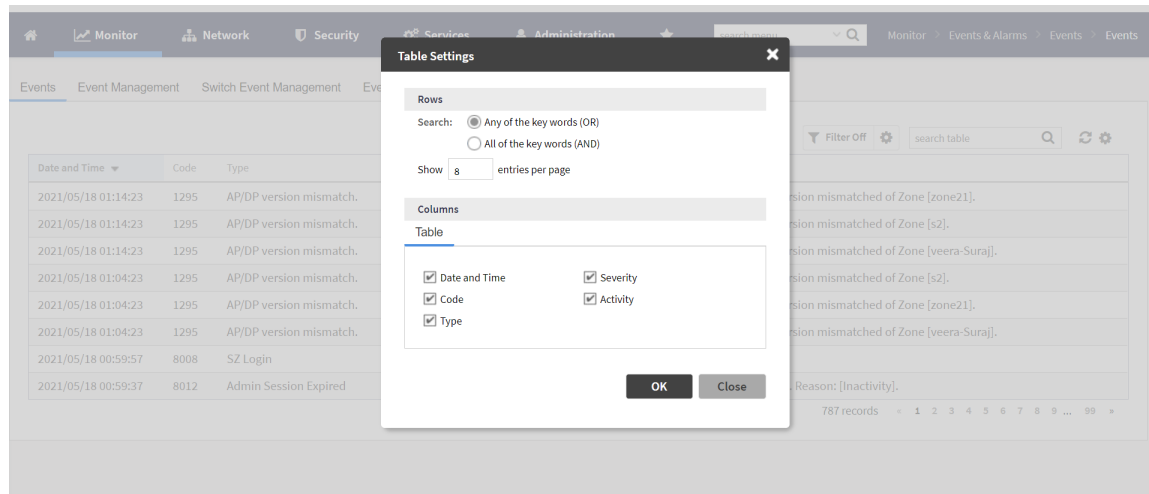 Monitor Network Security Services Administration search menu Monitor > Events & Alarms > Events > Events
Table Settings
Events Event Management Switch Event Management Eve
Rows
Search: Any of the key words (OR)
All of the key words (AND)
Filter Off search table
Show 8 entries per page
Date and Time Code Type
2021/05/18 01:14:23 1295 AP/DP version mismatch. rsion mismatched of Zone [zone21].
Columns
2021/05/18 01:14:23 1295 AP/DP version mismatch. rsion mismatched of Zone [s2].
Table
2021/05/18 01:14:23 1295 AP/DP version mismatch. rsion mismatched of Zone [veera-Suraj].
2021/05/18 01:04:23 1295 AP/DP version mismatch. Date and Time Severity rsion mismatched of Zone [s2].
2021/05/18 01:04:23 1295 AP/DP version mismatch. Code Activity rsion mismatched of Zone [zone21].
2021/05/18 01:04:23 1295 AP/DP version mismatch. Type rsion mismatched of Zone [veera-Suraj].
2021/05/18 00:59:57 8008 SZ Login
2021/05/18 00:59:37 8012 Admin Session Expired OK Close . Reason: [Inactivity].
787 records « 1 2 3 4 5 6 7 8 9 ... 99 »